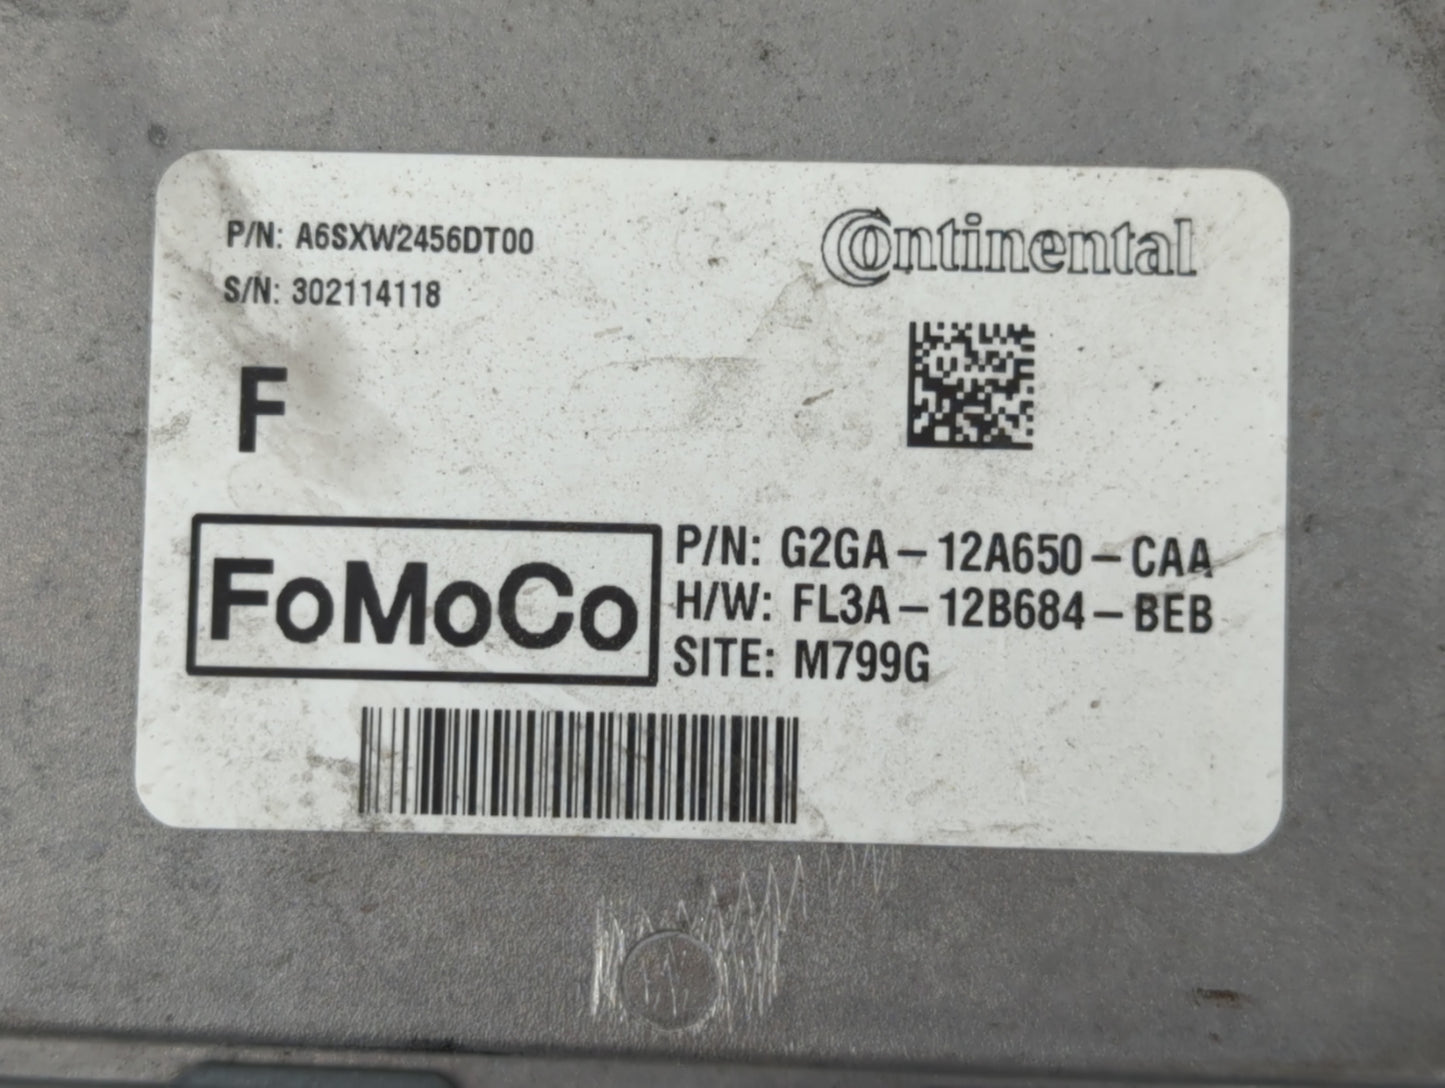 P/N: A6SXW2456DT00
Continental
S/N: 302114118
F
FoMoCo
P/N: G2GA-12A650-CAA
H/W: FL3A-12B684-BEB
SITE: M799G